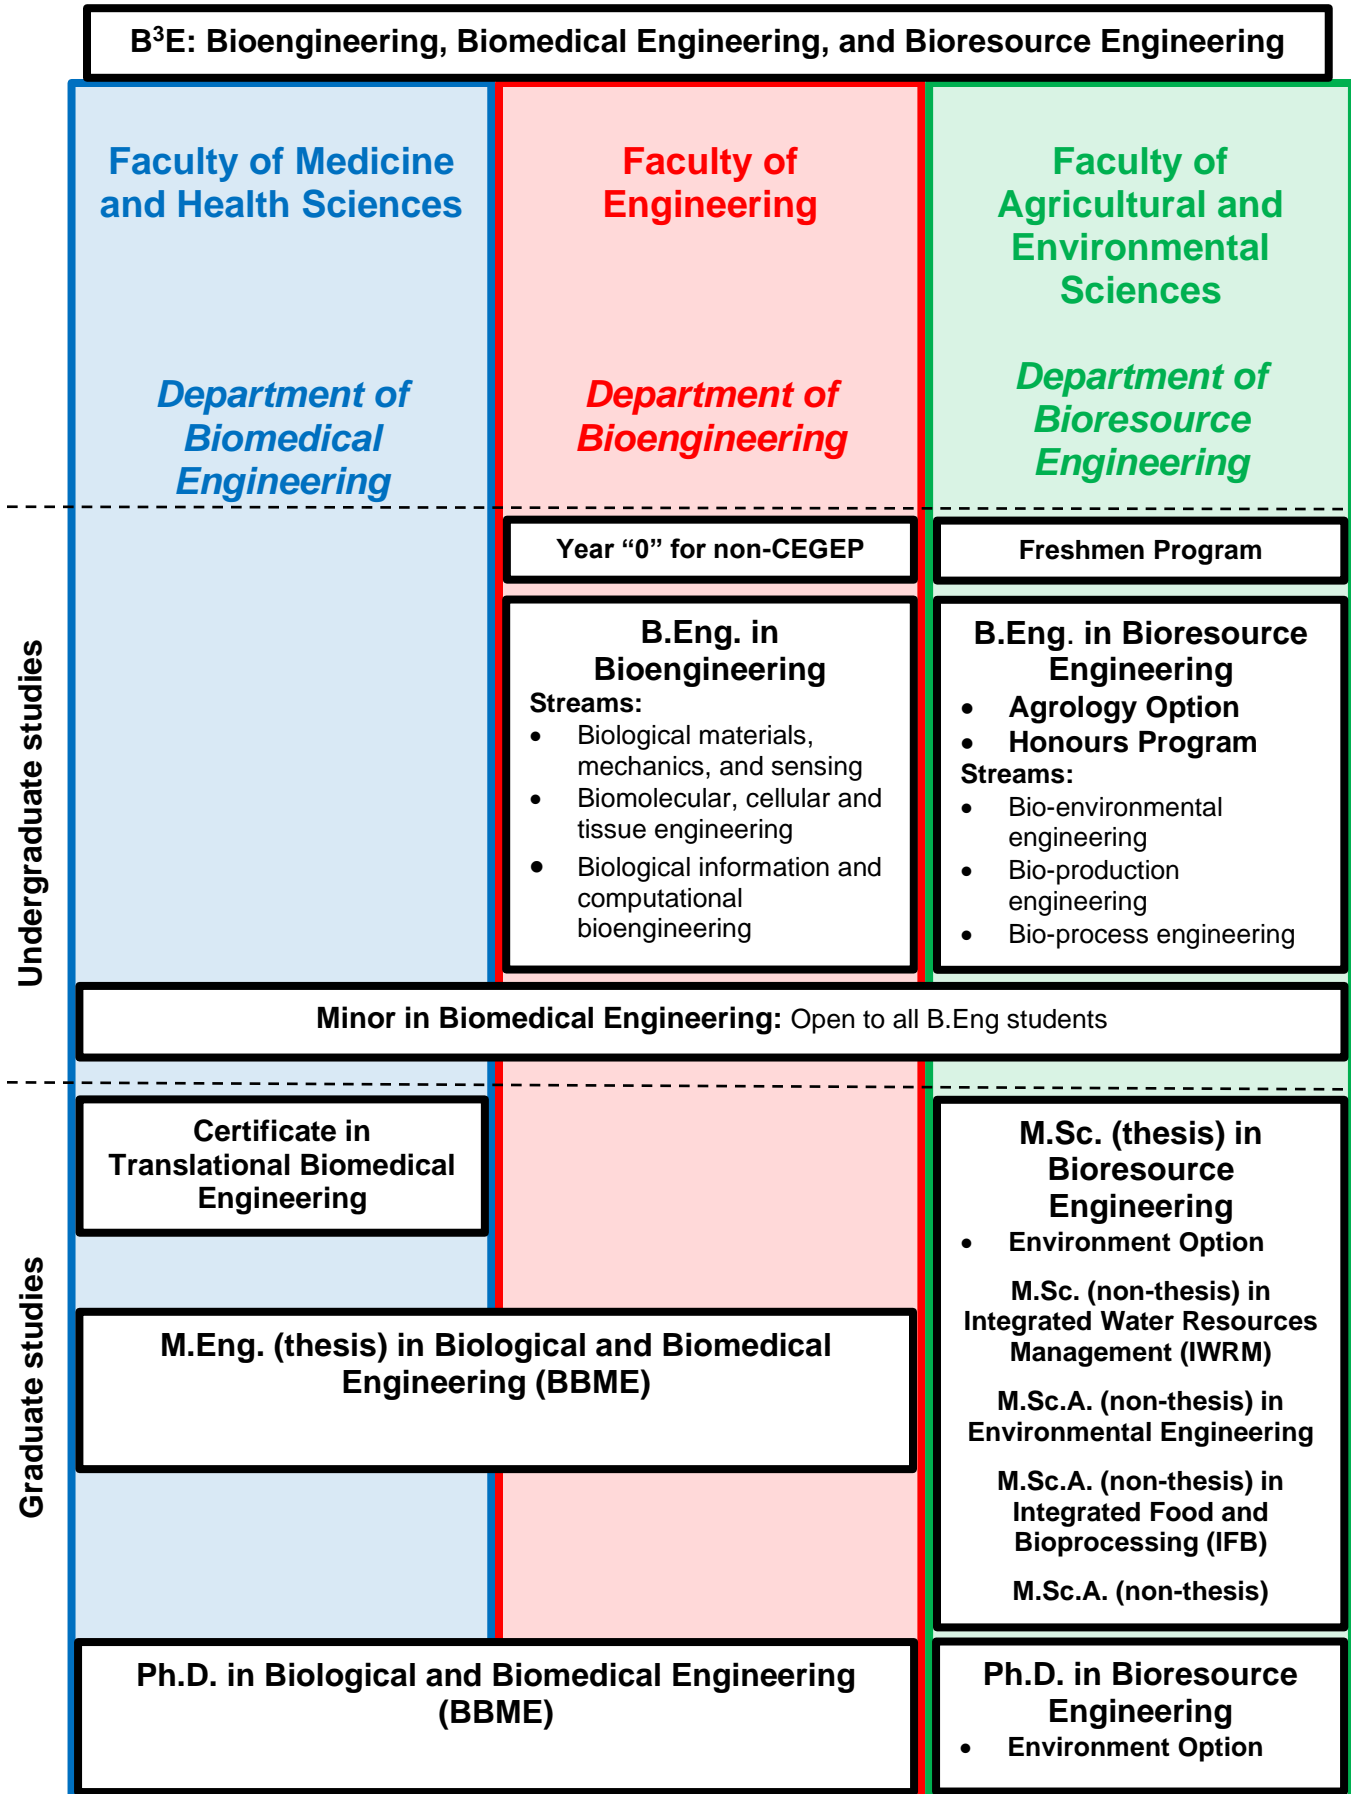 B³E: Bioengineering, Biomedical Engineering, and Bioresource Engineering
Faculty of Medicine
and Health Sciences
Department of
Biomedical
Engineering
Faculty of
Engineering
Department of
Bioengineering
Faculty of
Agricultural and
Environmental
Sciences
Department of
Bioresource
Engineering
Undergraduate studies
Year “0” for non-CEGEP
Freshmen Program
B.Eng. in
Bioengineering
Streams:
• Biological materials,
mechanics, and sensing
• Biomolecular, cellular and
tissue engineering
• Biological information and
computational
bioengineering
B.Eng. in Bioresource
Engineering
• Agrology Option
• Honours Program
Streams:
• Bio-environmental
engineering
• Bio-production
engineering
• Bio-process engineering
Minor in Biomedical Engineering: Open to all B.Eng students
Graduate studies
Certificate in
Translational Biomedical
Engineering
M.Eng. (thesis) in Biological and Biomedical
Engineering (BBME)
M.Sc. (thesis) in
Bioresource
Engineering
• Environment Option
M.Sc. (non-thesis) in
Integrated Water Resources
Management (IWRM)
M.Sc.A. (non-thesis) in
Environmental Engineering
M.Sc.A. (non-thesis) in
Integrated Food and
Bioprocessing (IFB)
M.Sc.A. (non-thesis)
Ph.D. in Biological and Biomedical Engineering
(BBME)
Ph.D. in Bioresource
Engineering
• Environment Option